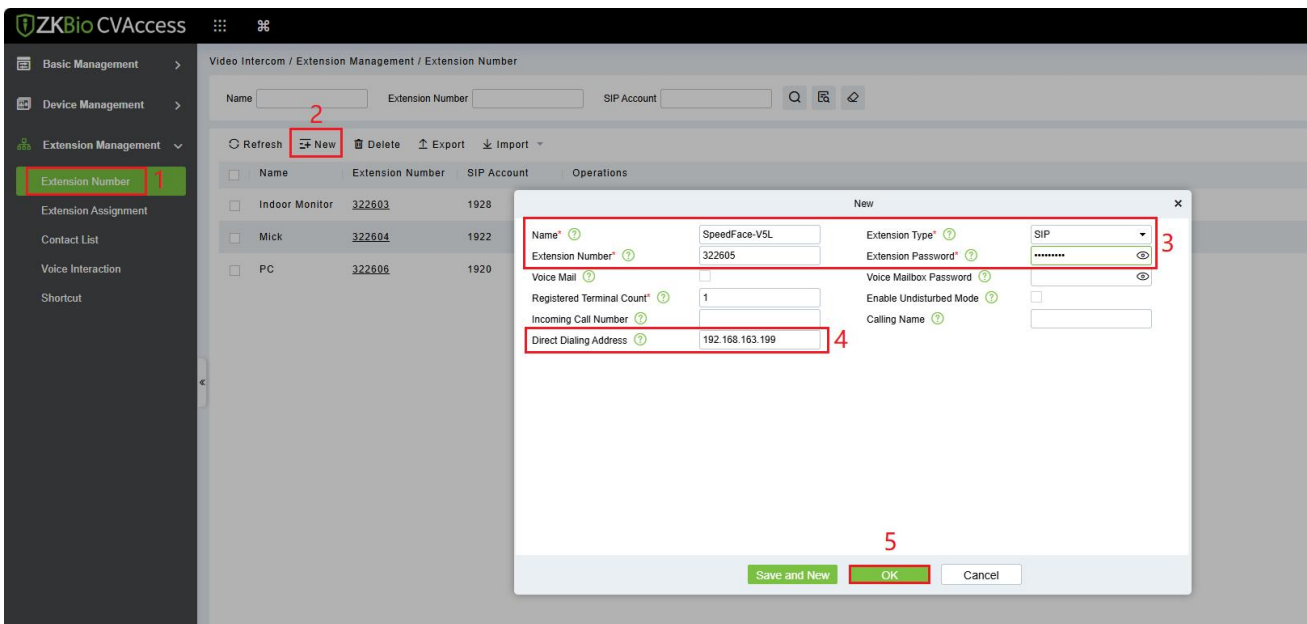 ZKBio CVAccess
Basic Management
Video Intercom / Extension Management / Extension Number
Device Management
Name Extension Number SIP Account
2
Extension Management
Refresh New Delete Export Import
Extension Number 1
Name Extension Number SIP Account Operations
Extension Assignment
Indoor Monitor 322603 1928
Contact List
Mick 322604 1922
Voice Interaction
PC 322606 1920
Shortcut
New
Name* ? SpeedFace-V5L Extension Type* ? SIP
3
Extension Number* ? 322605 Extension Password* ? •••••••••
Voice Mail ? Voice Mailbox Password ?
Registered Terminal Count* ? 1 Enable Undisturbed Mode ?
Incoming Call Number ? Calling Name ?
Direct Dialing Address ? 192.168.163.199 4
5
Save and New OK Cancel